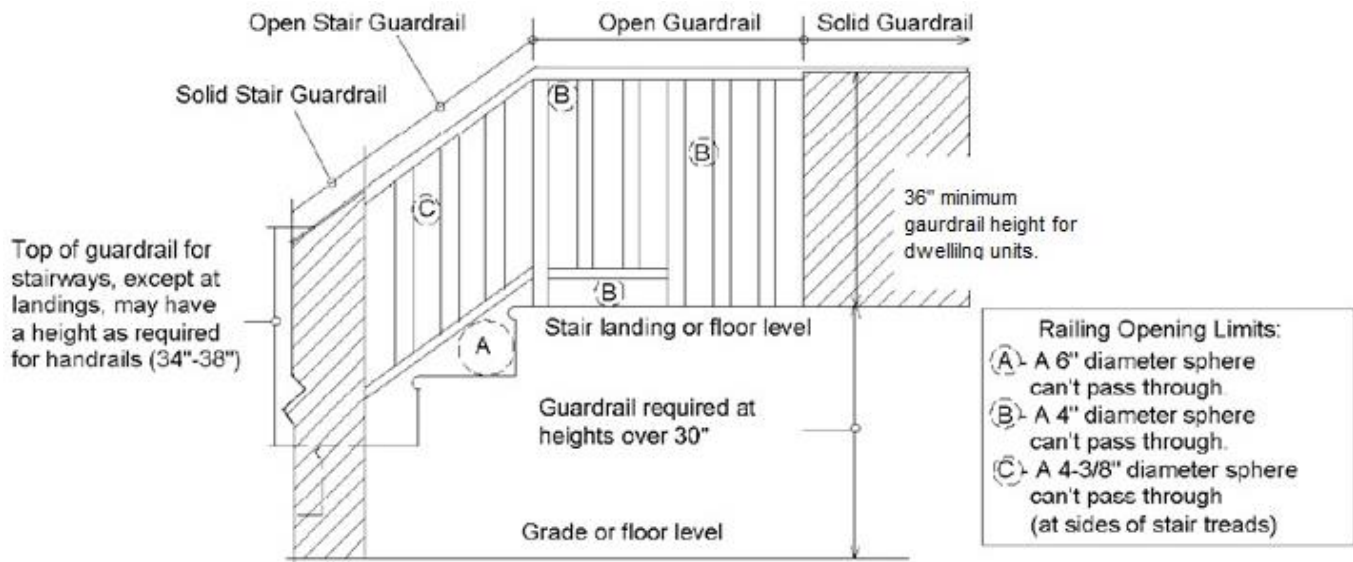 Open Stair Guardrail
Open Guardrail
Solid Guardrail
Solid Stair Guardrail
B
B
C
36" minimum
gaurdrail height for
dwelling units.
Top of guardrail for
stairways, except at
landings, may have
a height as required
for handrails (34"-38")
B
A
Stair landing or floor level
Guardrail required at
heights over 30"
Grade or floor level
Railing Opening Limits:
A - A 6" diameter sphere
can't pass through.
B - A 4" diameter sphere
can't pass through.
C - A 4-3/8" diameter sphere
can't pass through
(at sides of stair treads)